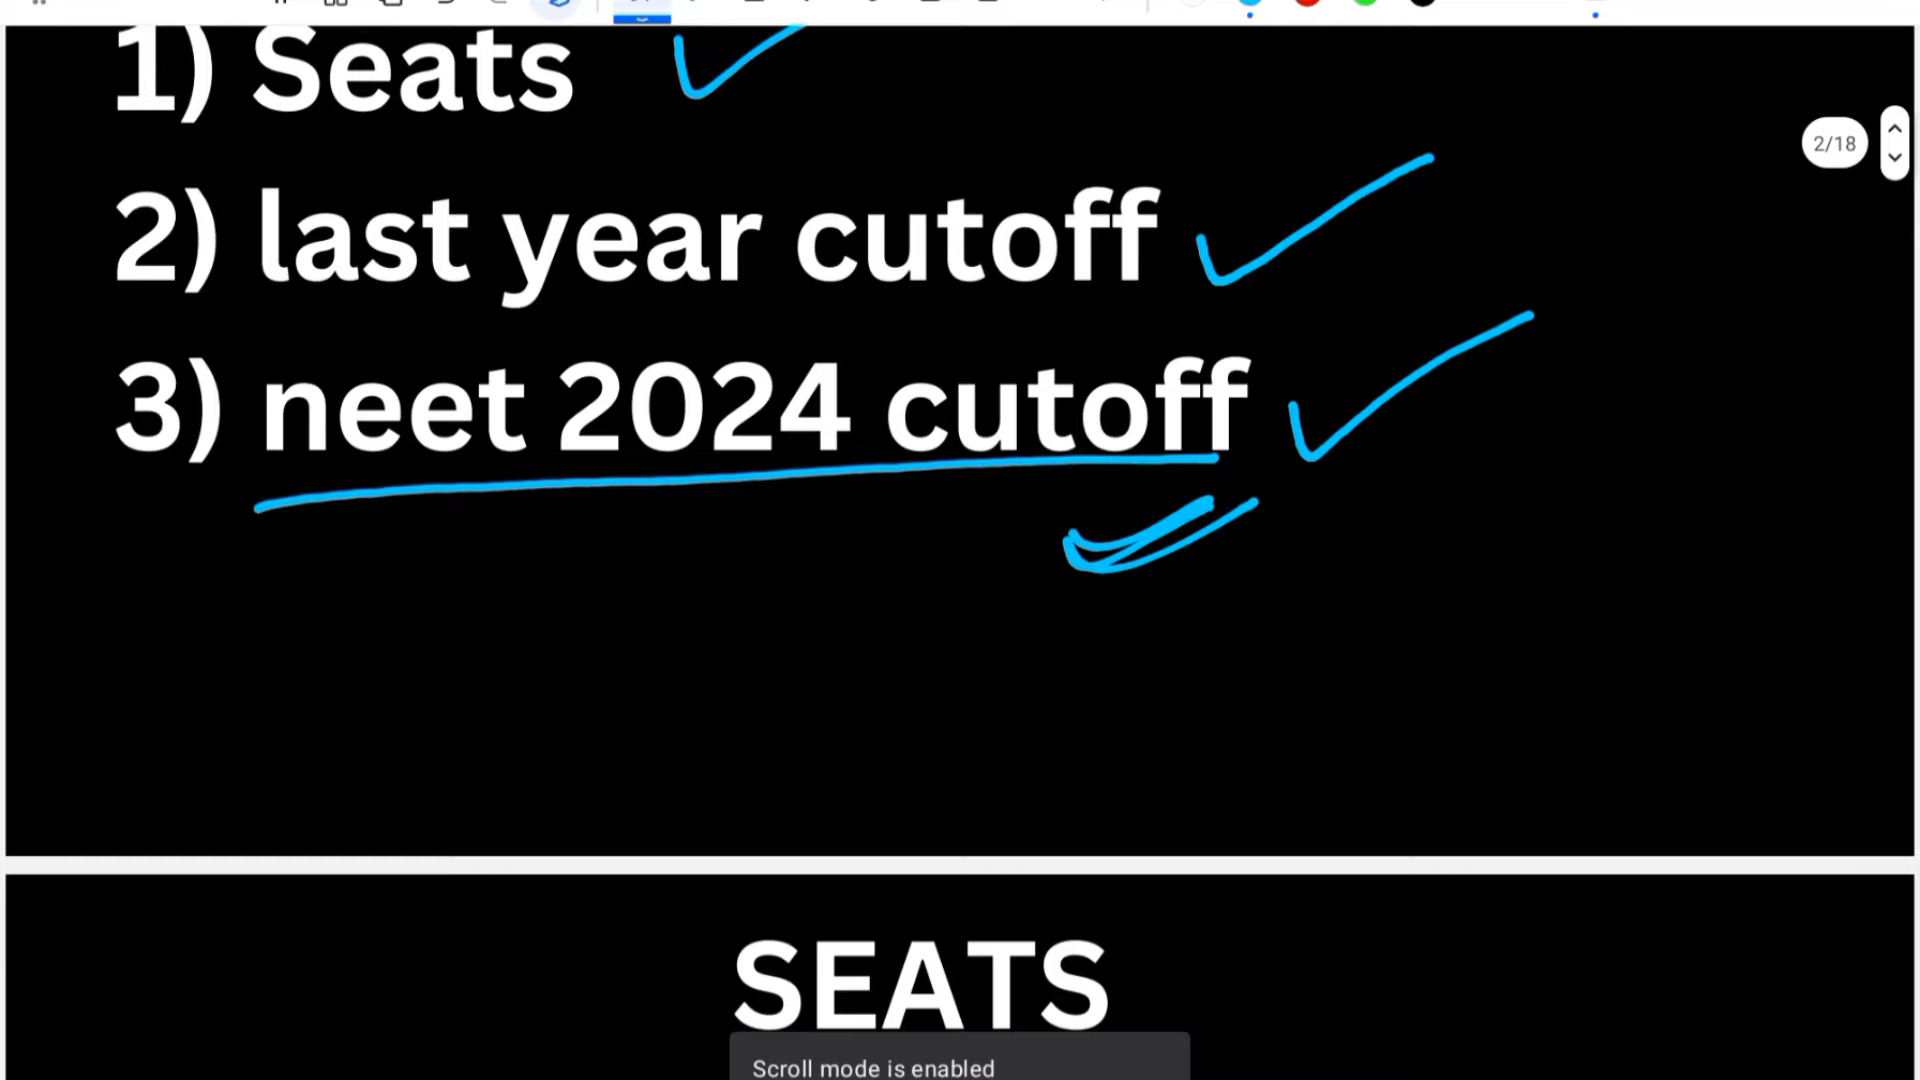 1) Seats
2/18
2) last year cutoff
3) neet 2024 cutoff
SEATS
Scroll mode is enabled